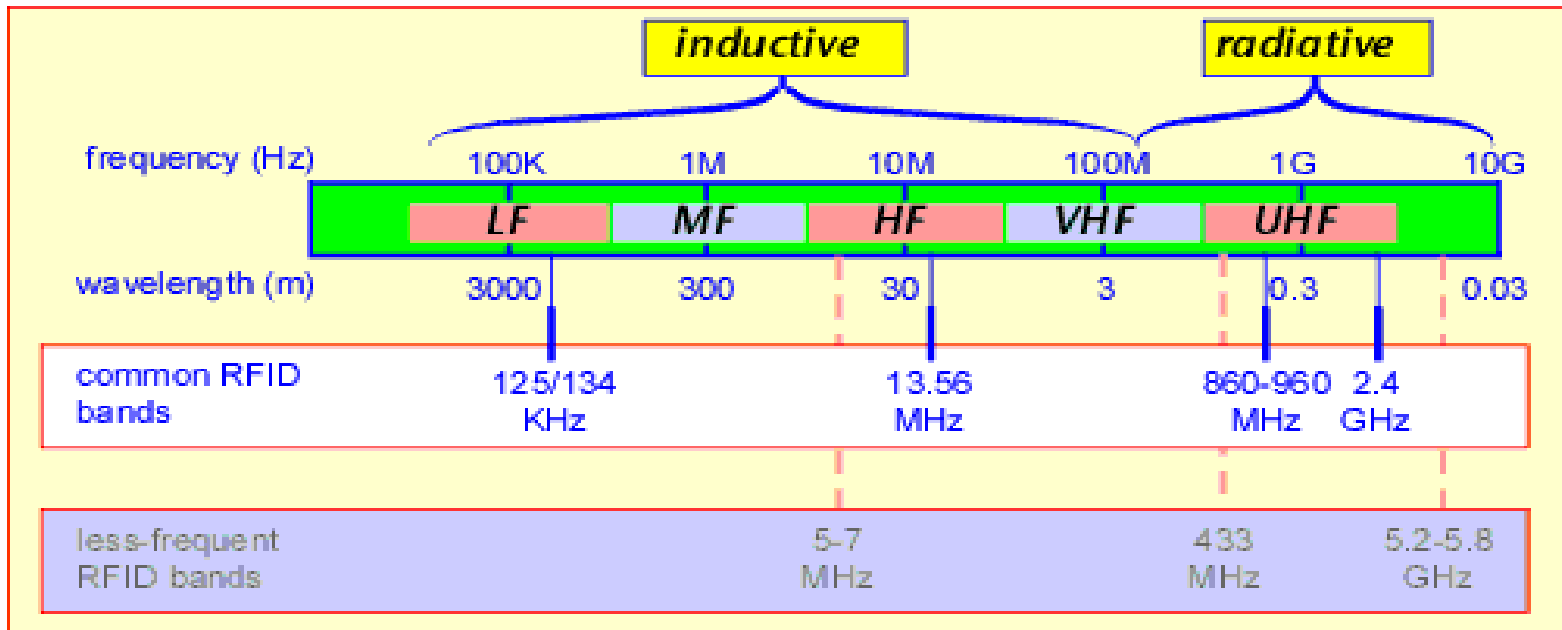 inductive radiative
frequency (Hz) 100K 1M 10M 100M 1G 10G
LF MF HF VHF UHF
wavelength (m) 3000 300 30 3 0.3 0.03
common RFID
bands
125/134
KHz
13.56
MHz
860-960
MHz
2.4
GHz
less-frequent
RFID bands
5-7
MHz
433
MHz
5.2-5.8
GHz